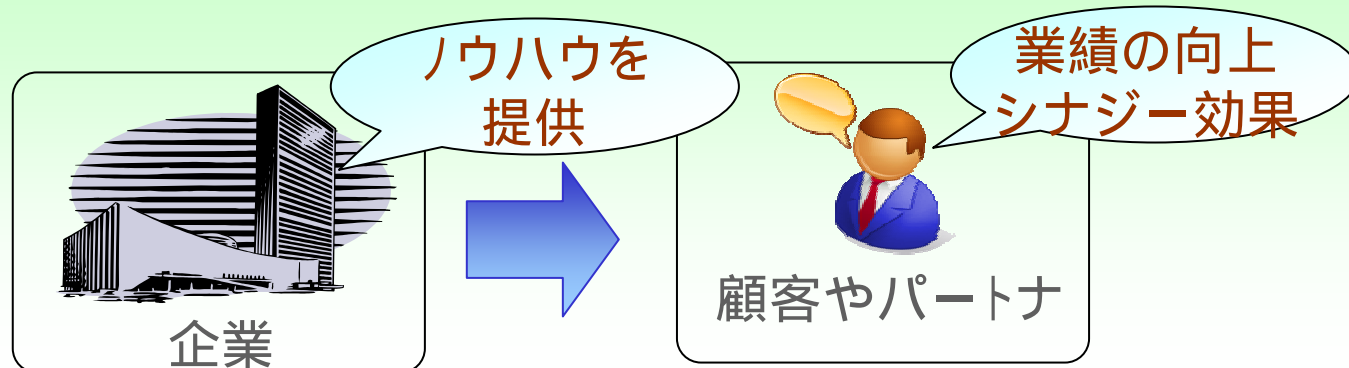 ノウハウを
提供
業績の向上
シナジー効果
企業
顧客やパートナ